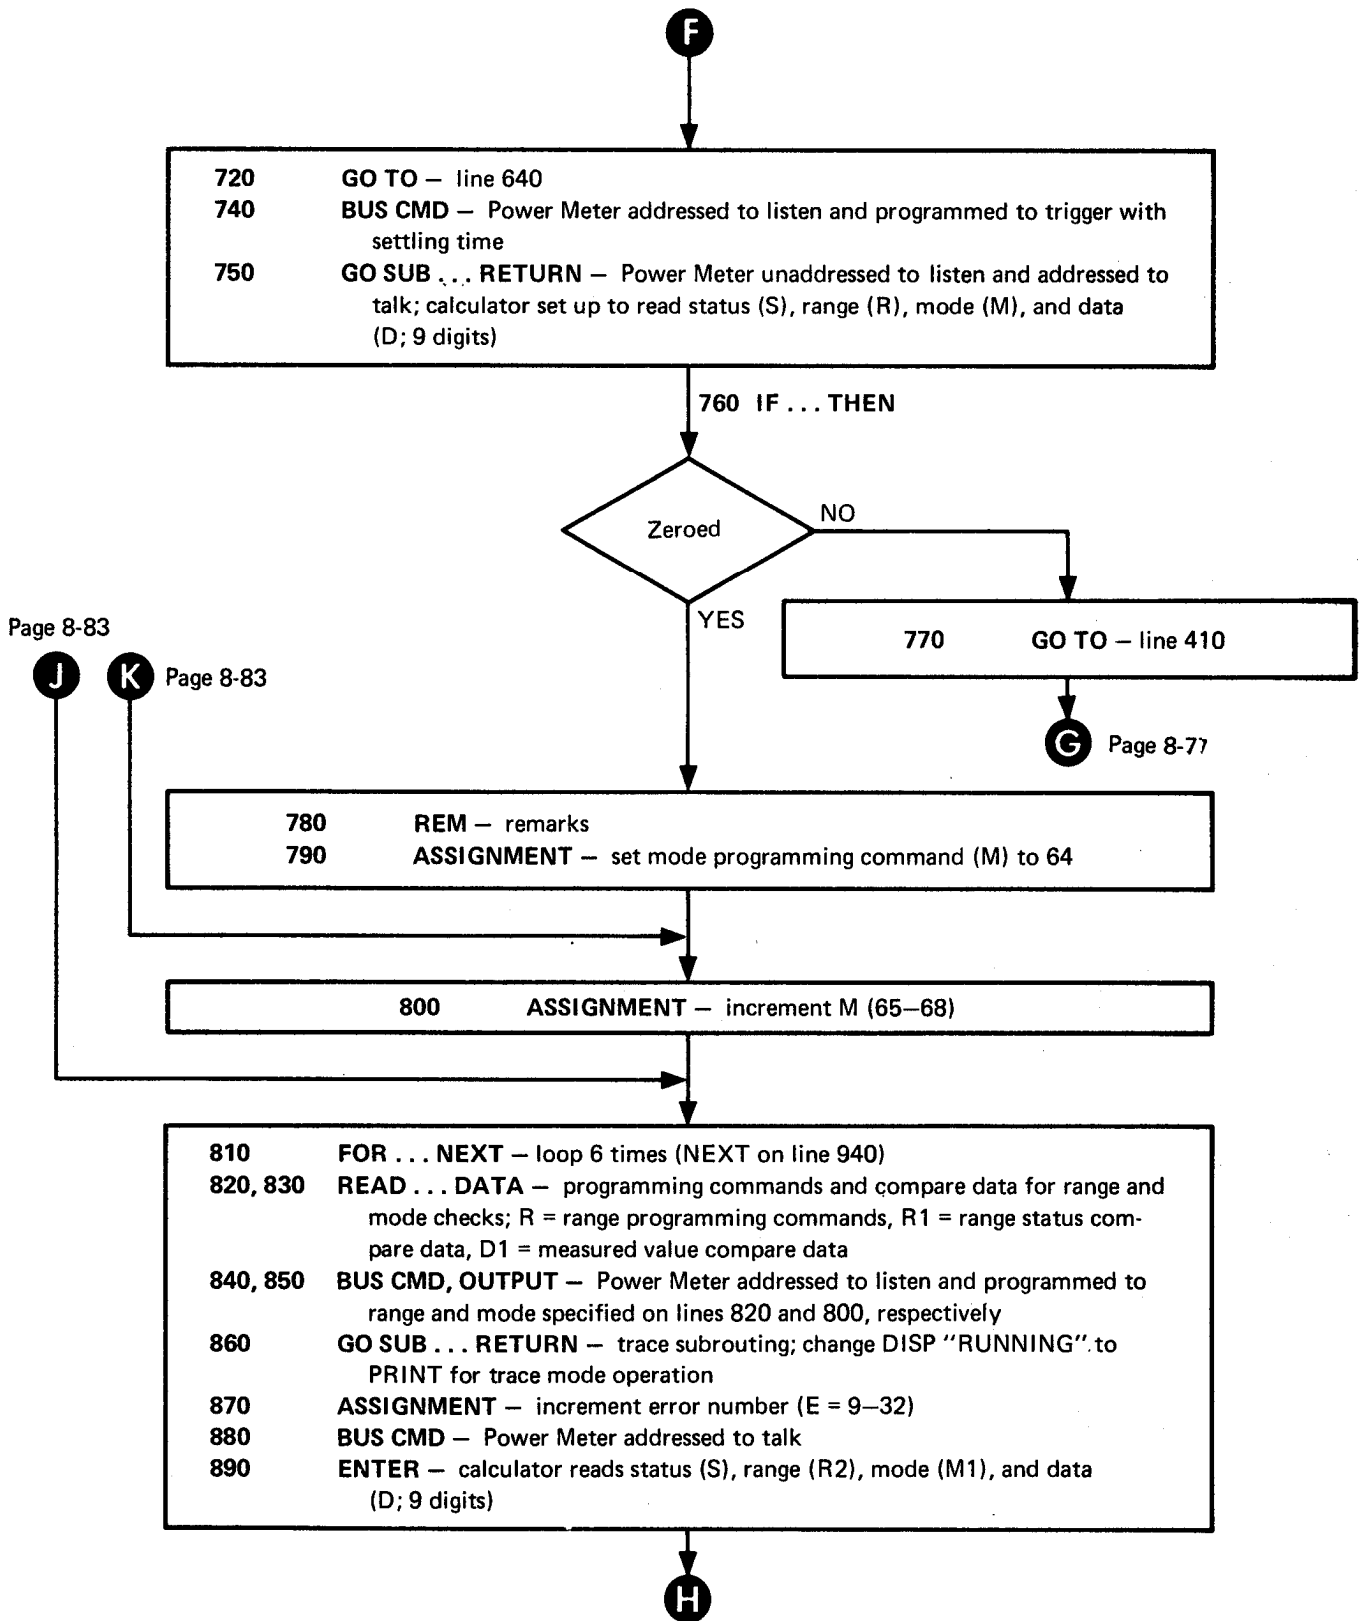 F
720 GO TO — line 640
740 BUS CMD — Power Meter addressed to listen and programmed to trigger with
settling time
750 GO SUB ... RETURN — Power Meter unaddressed to listen and addressed to
talk; calculator set up to read status (S), range (R), mode (M), and data
(D; 9 digits)
760 IF ... THEN
Zeroed
NO
YES
770 GO TO — line 410
G Page 8-77
Page 8-83
J K Page 8-83
780 REM — remarks
790 ASSIGNMENT — set mode programming command (M) to 64
800 ASSIGNMENT — increment M (65—68)
810 FOR ... NEXT — loop 6 times (NEXT on line 940)
820, 830 READ ... DATA — programming commands and compare data for range and
mode checks; R = range programming commands, R1 = range status com-
pare data, D1 = measured value compare data
840, 850 BUS CMD, OUTPUT — Power Meter addressed to listen and programmed to
range and mode specified on lines 820 and 800, respectively
860 GO SUB ... RETURN — trace subrouting; change DISP "RUNNING" to
PRINT for trace mode operation
870 ASSIGNMENT — increment error number (E = 9—32)
880 BUS CMD — Power Meter addressed to talk
890 ENTER — calculator reads status (S), range (R2), mode (M1), and data
(D; 9 digits)
H